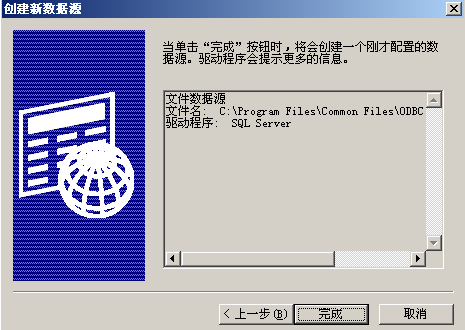 创建新数据源
当单击“完成”按钮时，将会创建一个刚才配置的数
据源。驱动程序会提示更多的信息。
文件数据源
文件名: C:\Program Files\Common Files\ODBC
驱动程序: SQL Server
< 上一步(B)
完成
取消